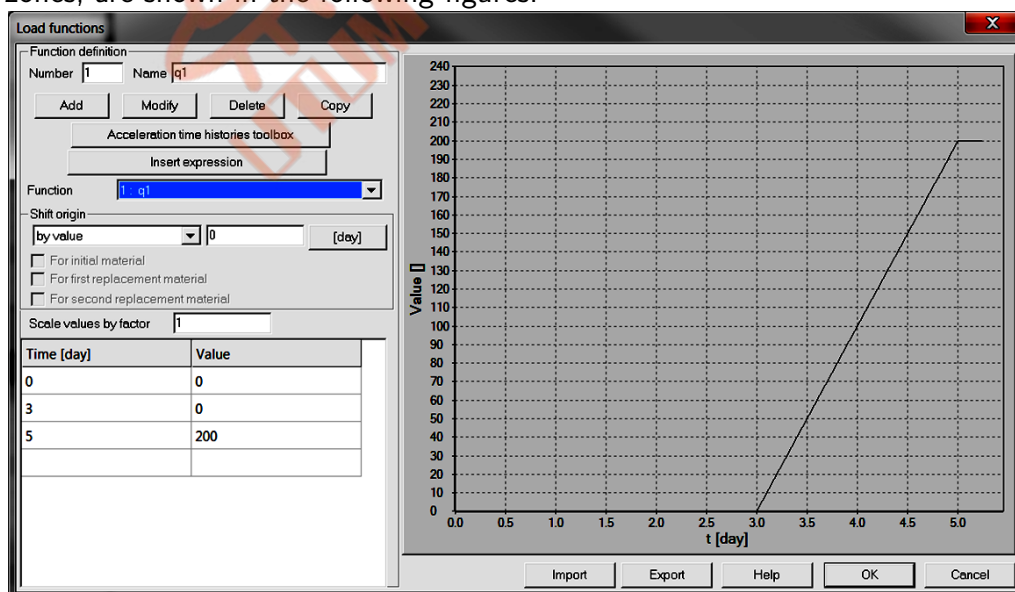 zones, are shown in the following figures.
Load functions
X
Function definition
Number 1 Name q1
Add Modify Delete Copy
Acceleration time histories toolbox
Insert expression
Function 1 : q1
Shift origin
by value 0 [day]
For initial material
For first replacement material
For second replacement material
Scale values by factor 1
Time [day] Value
0 0
3 0
5 200
240
230
220
210
200
190
180
170
160
150
140
130
120
110
100
90
80
70
60
50
40
30
20
10
0
Value []
0.0 0.5 1.0 1.5 2.0 2.5 3.0 3.5 4.0 4.5 5.0
t [day]
Import Export Help OK Cancel
UTUM